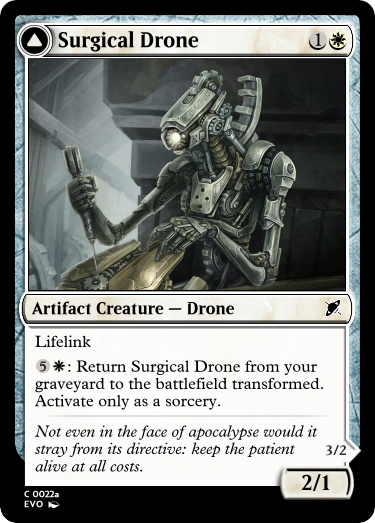 Surgical Drone 1
Artifact Creature — Drone
Lifelink
5: Return Surgical Drone from your
graveyard to the battlefield transformed.
Activate only as a sorcery.
Not even in the face of apocalypse would it
stray from its directive: keep the patient
alive at all costs.
3/2
2/1
C 0022a
EVO